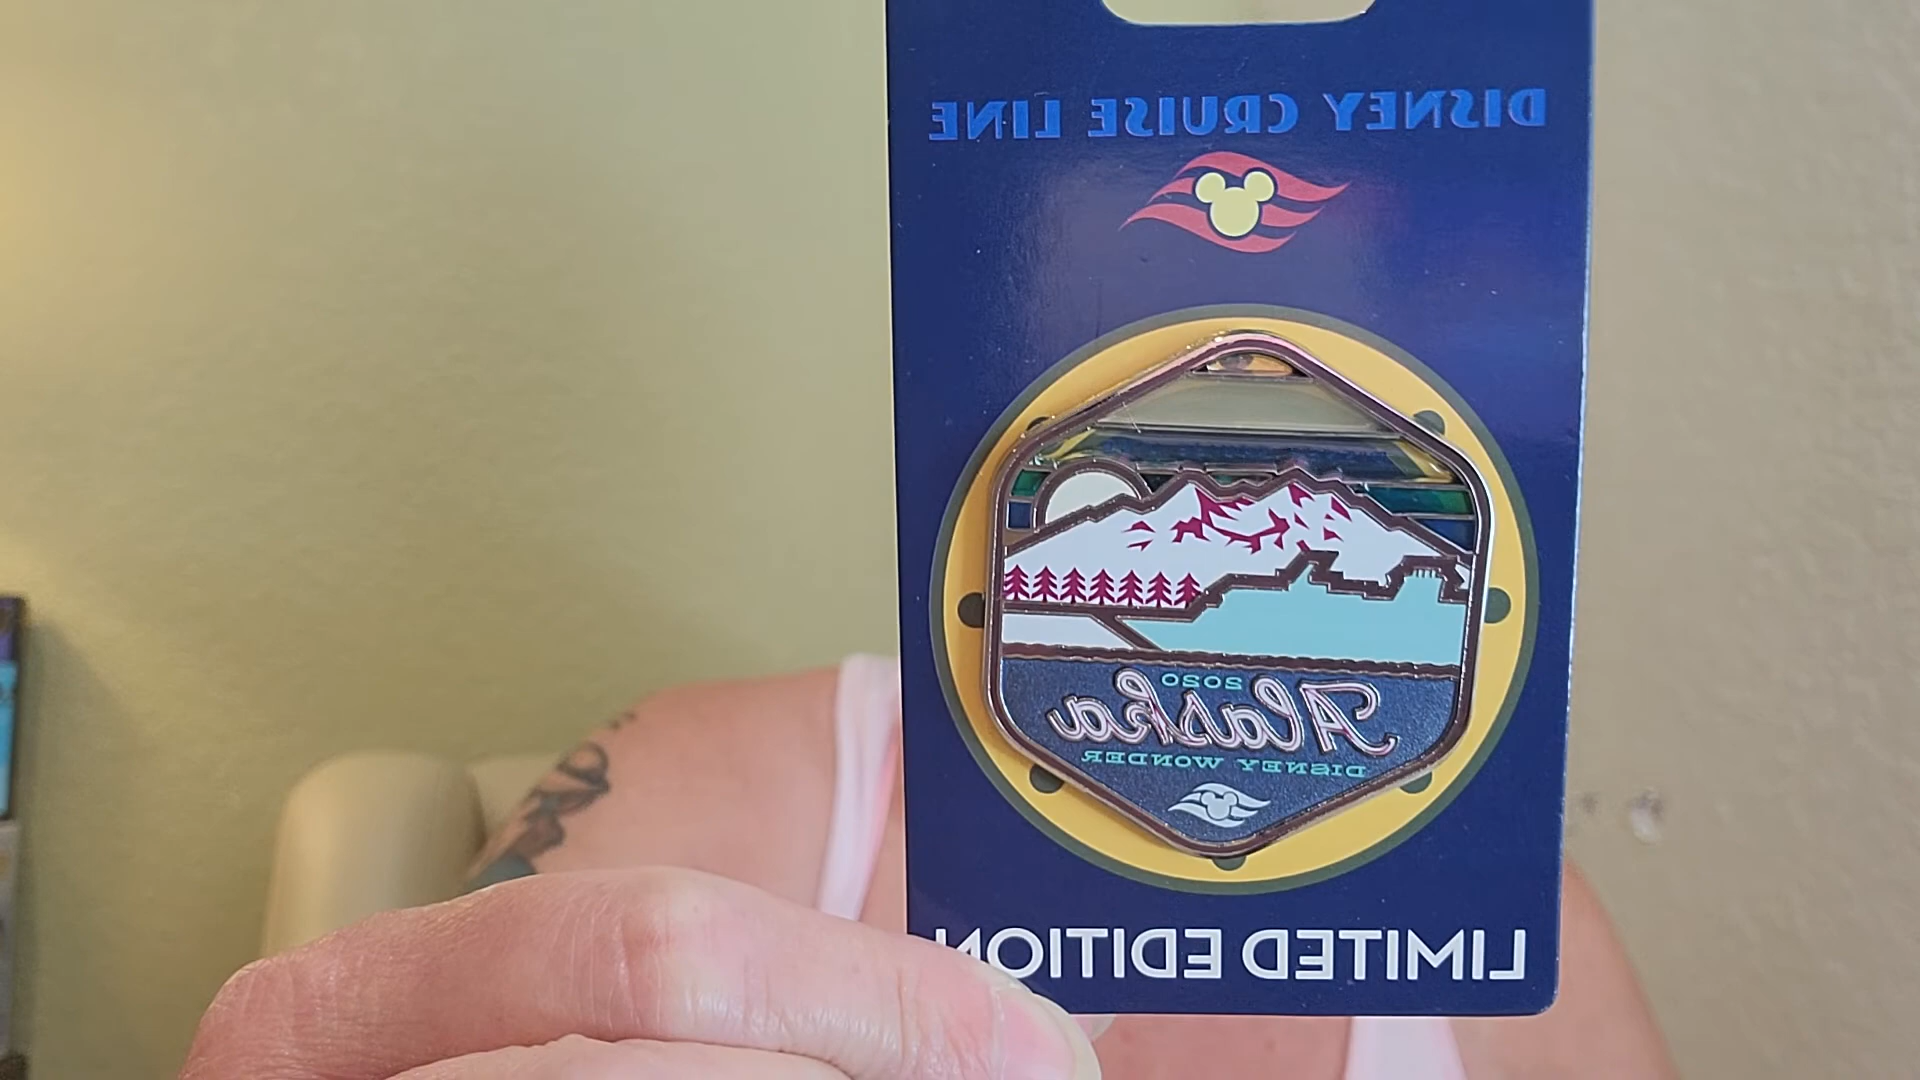 DISNEY CRUISE LINE
2020
Alaska
DISNEY WONDER
LIMITED EDITION